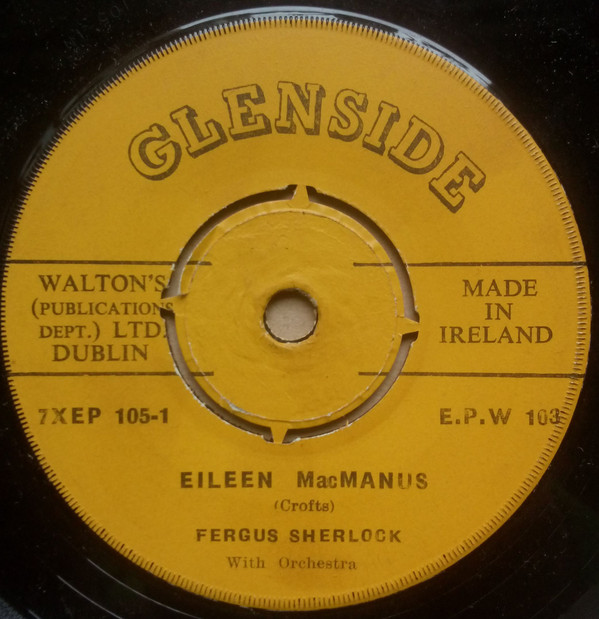 GLENSIDE
WALTON'S
(PUBLICATIONS
DEPT.) LTD.
DUBLIN
MADE
IN
IRELAND
7XEP 105-1
E.P.W 103
EILEEN MacMANUS
(Crofts)
FERGUS SHERLOCK
With Orchestra